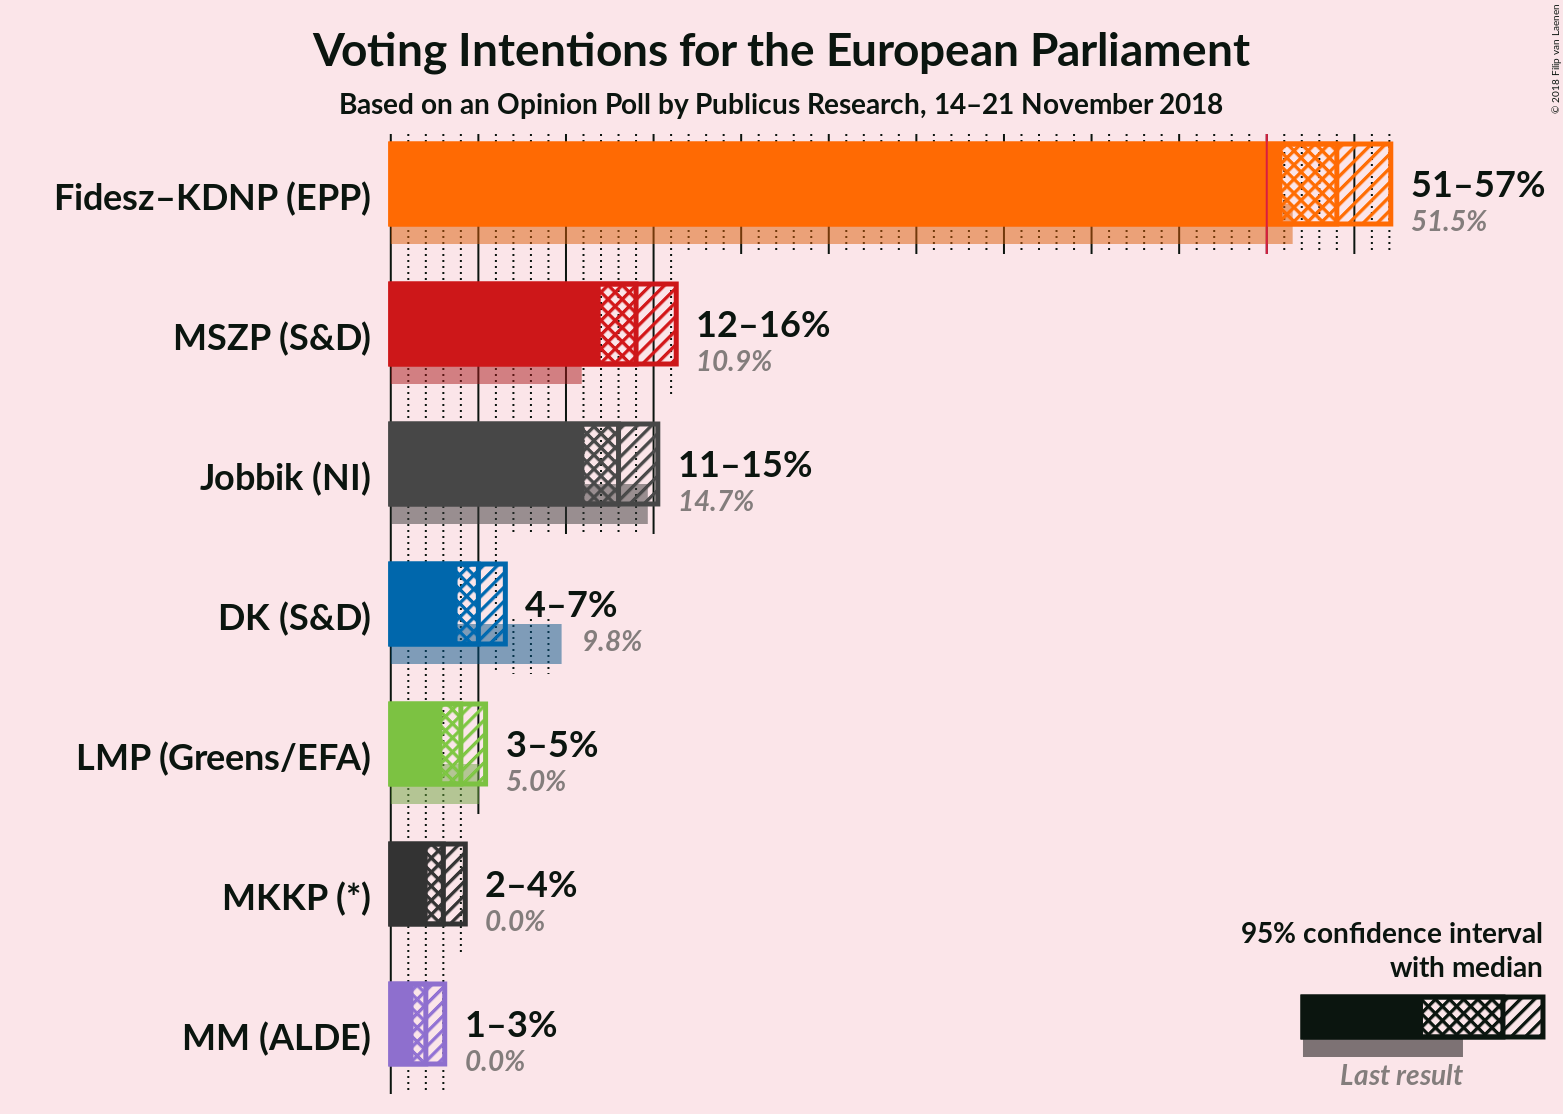 Voting Intentions for the European Parliament
Based on an Opinion Poll by Publicus Research, 14–21 November 2018
© 2018 Filip van Laenen
Fidesz–KDNP (EPP)
51–57%
51.5%
MSZP (S&D)
12–16%
10.9%
Jobbik (NI)
11–15%
14.7%
DK (S&D)
4–7%
9.8%
LMP (Greens/EFA)
3–5%
5.0%
MKKP (*)
2–4%
0.0%
MM (ALDE)
1–3%
0.0%
95% confidence interval
with median
Last result